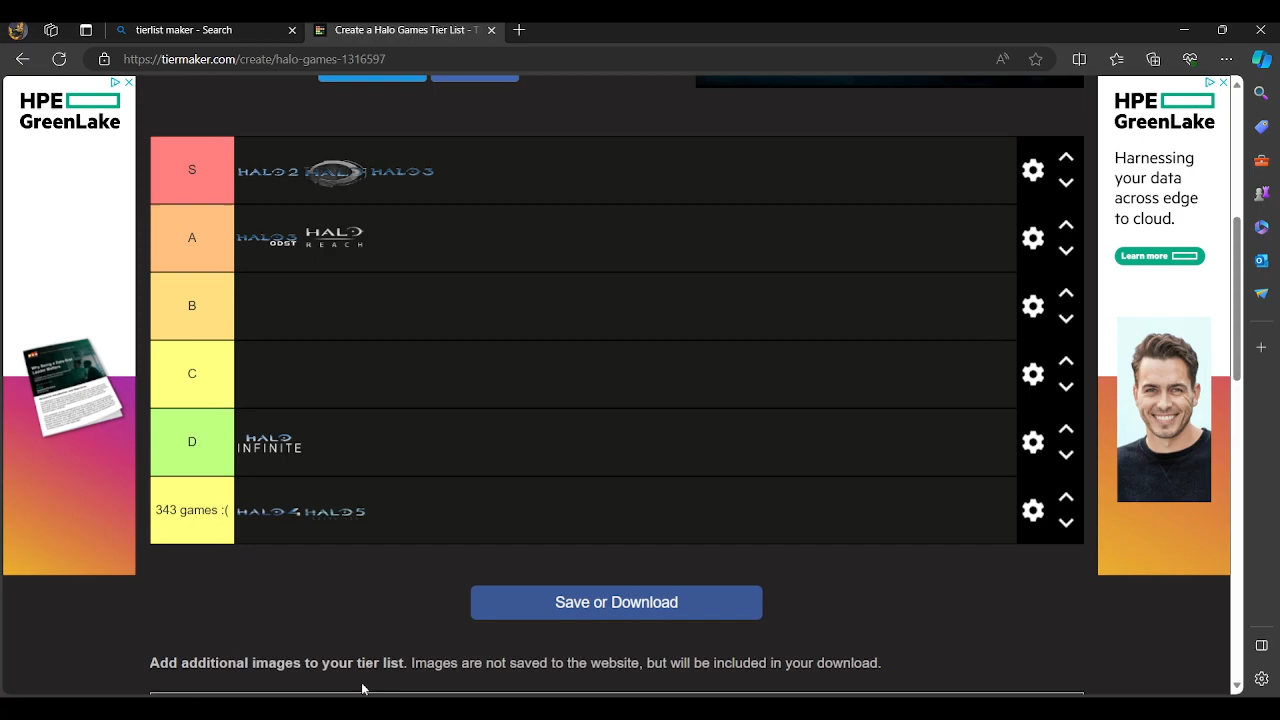 tierlist maker - Search
Create a Halo Games Tier List - T
https://tiermaker.com/create/halo-games-1316597
HPE
GreenLake
HPE
GreenLake
Harnessing
your data
across edge
to cloud.
Learn more
S
HALO 2 HALO HALO 3
A
HALO 3
ODST
HALO
REACH
B
C
D
HALO
INFINITE
343 games :(
HALO 4 HALO 5
Save or Download
Add additional images to your tier list. Images are not saved to the website, but will be included in your download.